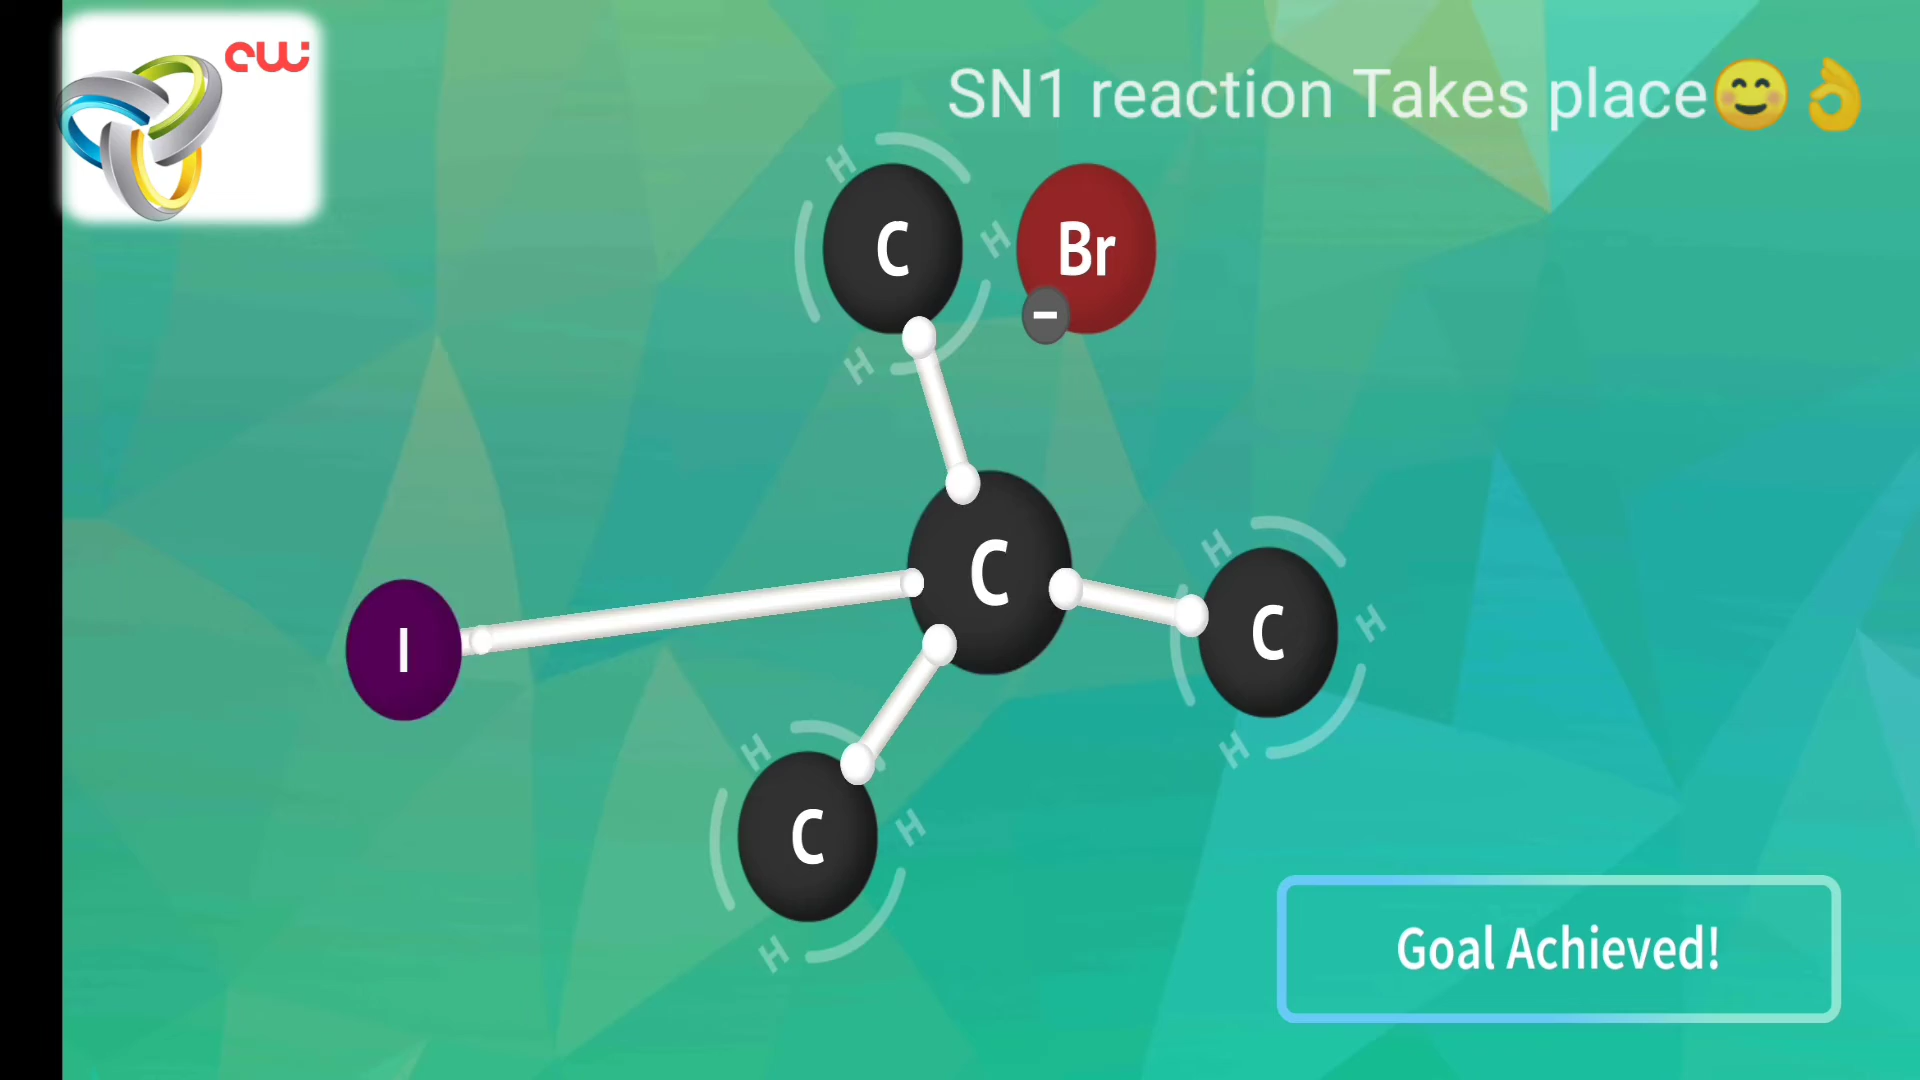 SN1 reaction Takes place😊👌
H
C
H
Br
−
H
C
H
C
H
I
H
H
C
H
H
Goal Achieved!